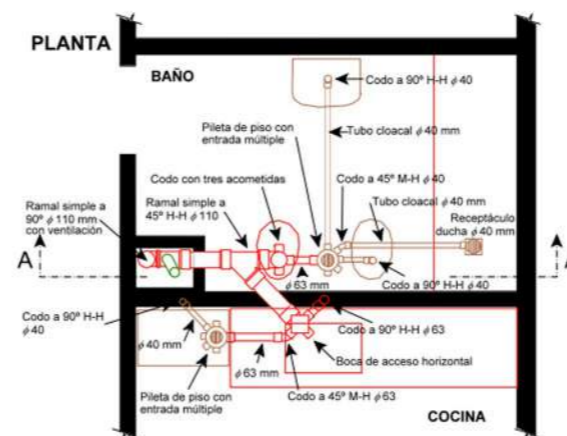 PLANTA
BAÑO
Codo a 90º H-H ϕ 40
Pileta de piso con
entrada múltiple
Tubo cloacal ϕ 40 mm
Codo con tres acometidas
Codo a 45º M-H ϕ 40
Ramal simple a
90º ϕ 110 mm
con ventilación
Ramal simple a
45º H-H ϕ 110
Tubo cloacal
ϕ 40 mm
Receptáculo
ducha ϕ 40 mm
A
A
ϕ 63 mm
Codo a 90º H-H ϕ 40
Codo a 90º H-H
ϕ 40
Codo a 90º H-H ϕ 63
ϕ 40 mm
Boca de acceso horizontal
ϕ 63 mm
Pileta de piso con
entrada múltiple
Codo a 45º M-H ϕ 63
COCINA